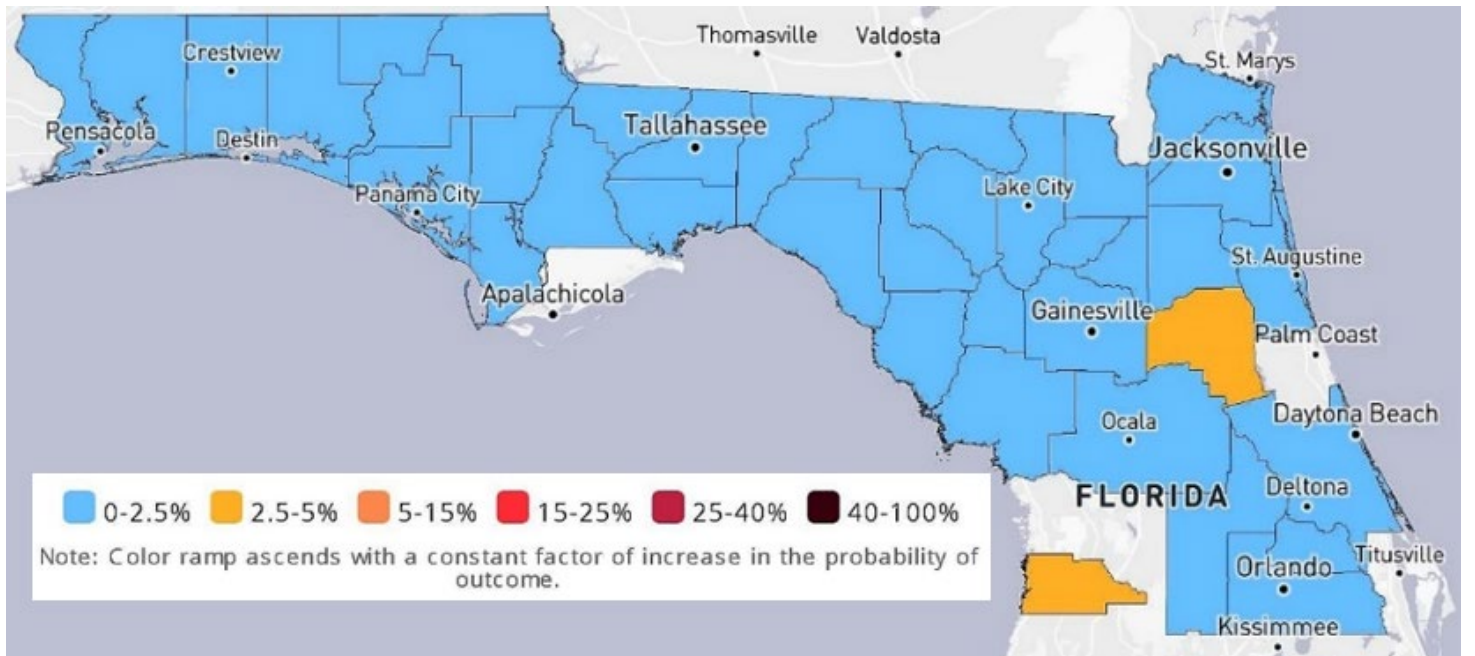 Thomasville
Valdosta
Crestview
St. Marys
Pensacola
Destin
Tallahassee
Jacksonville
Panama City
Lake City
St. Augustine
Apalachicola
Gainesville
Palm Coast
Ocala
Daytona Beach
FLORIDA
Deltona
0-2.5% 2.5-5% 5-15% 15-25% 25-40% 40-100%
Note: Color ramp ascends with a constant factor of increase in the probability of
outcome.
Titusville
Orlando
Kissimmee